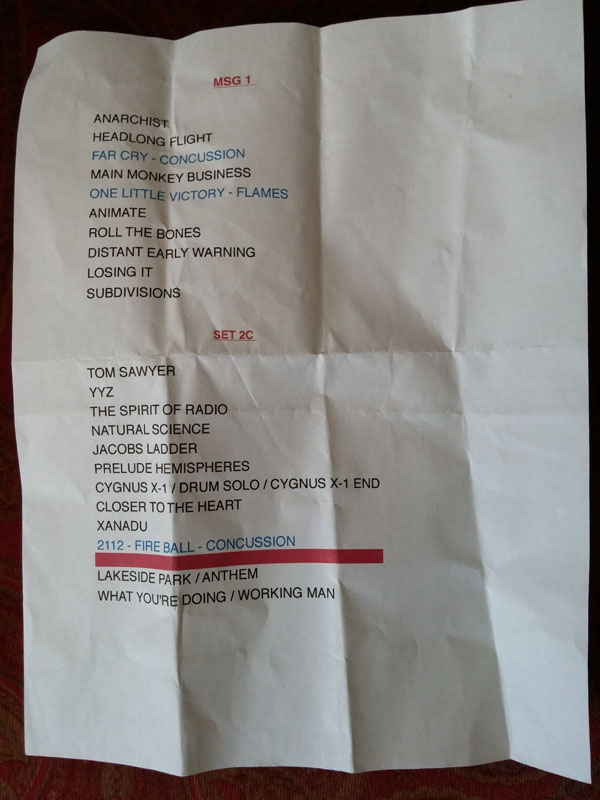 MSG 1
ANARCHIST
HEADLONG FLIGHT
FAR CRY - CONCUSSION
MAIN MONKEY BUSINESS
ONE LITTLE VICTORY - FLAMES
ANIMATE
ROLL THE BONES
DISTANT EARLY WARNING
LOSING IT
SUBDIVISIONS
SET 2C
TOM SAWYER
YYZ
THE SPIRIT OF RADIO
NATURAL SCIENCE
JACOBS LADDER
PRELUDE HEMISPHERES
CYGNUS X-1 / DRUM SOLO / CYGNUS X-1 END
CLOSER TO THE HEART
XANADU
2112 - FIRE BALL - CONCUSSION
LAKESIDE PARK / ANTHEM
WHAT YOU'RE DOING / WORKING MAN